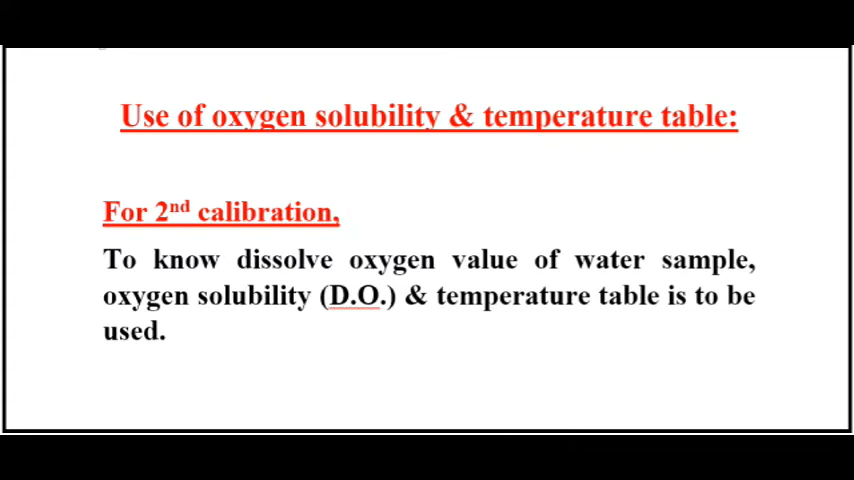 Use of oxygen solubility & temperature table:
For 2nd calibration,
To know dissolve oxygen value of water sample,
oxygen solubility (D.O.) & temperature table is to be
used.